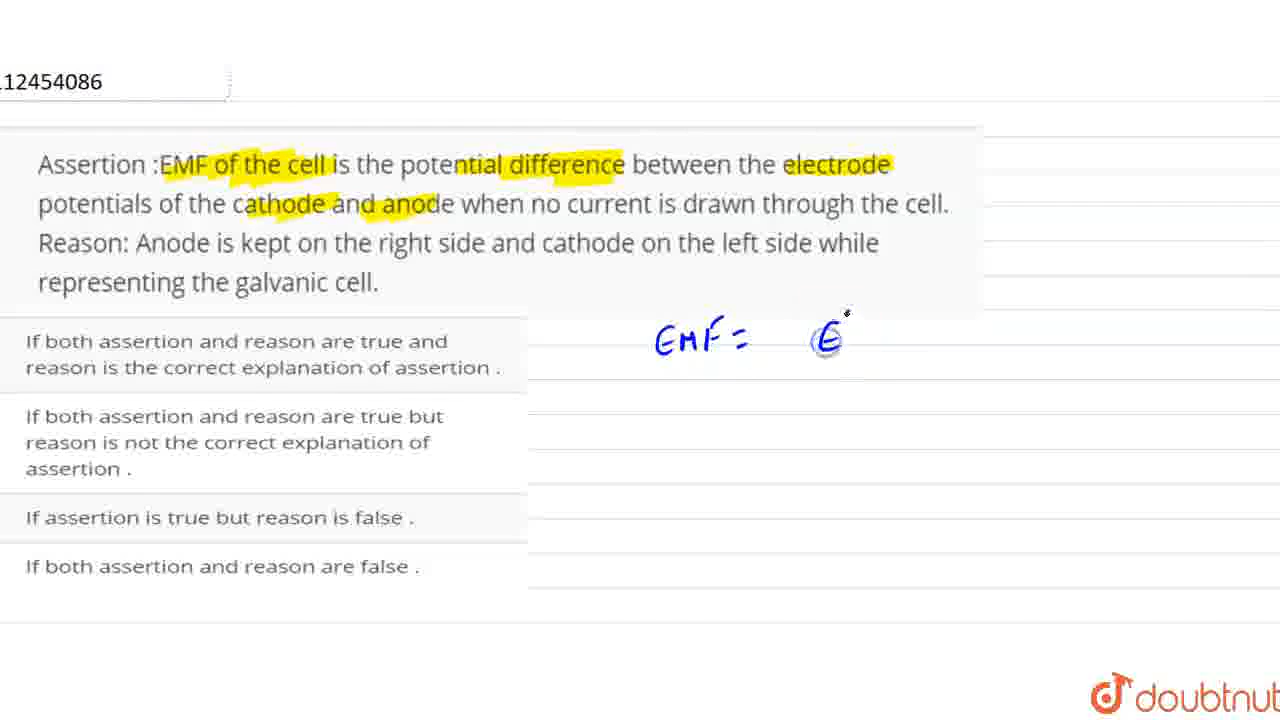 112454086
Assertion :EMF of the cell is the potential difference between the electrode
potentials of the cathode and anode when no current is drawn through the cell.
Reason: Anode is kept on the right side and cathode on the left side while
representing the galvanic cell.
EMF = E
If both assertion and reason are true and
reason is the correct explanation of assertion .
If both assertion and reason are true but
reason is not the correct explanation of
assertion .
If assertion is true but reason is false .
If both assertion and reason are false .
doubtnut